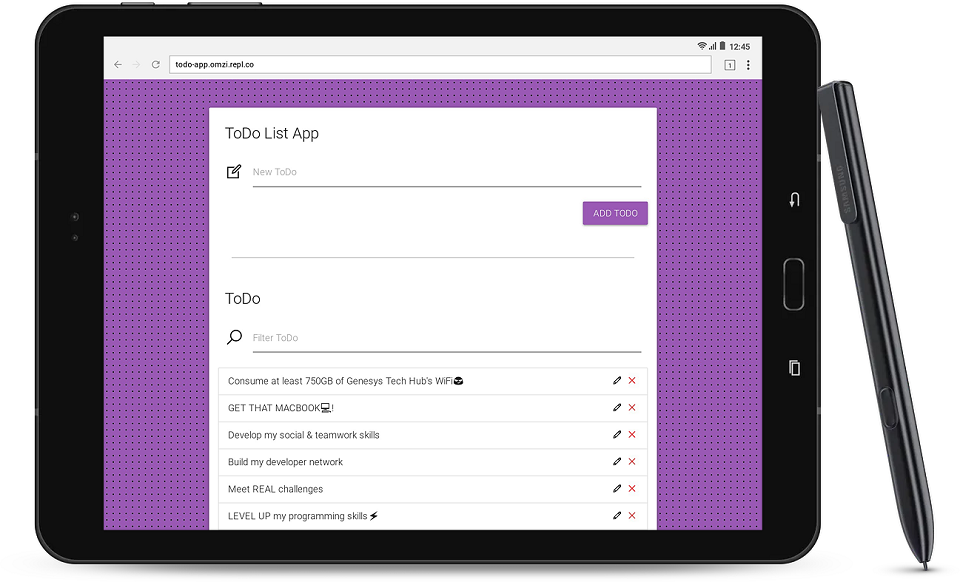 12:45
todo-app.omzi.repl.co
1
ToDo List App
New ToDo
ADD TODO
ToDo
Filter ToDo
Consume at least 750GB of Genesys Tech Hub's WiFi😎
GET THAT MACBOOK💻!
Develop my social & teamwork skills
Build my developer network
Meet REAL challenges
LEVEL UP my programming skills⚡
SAMSUNG